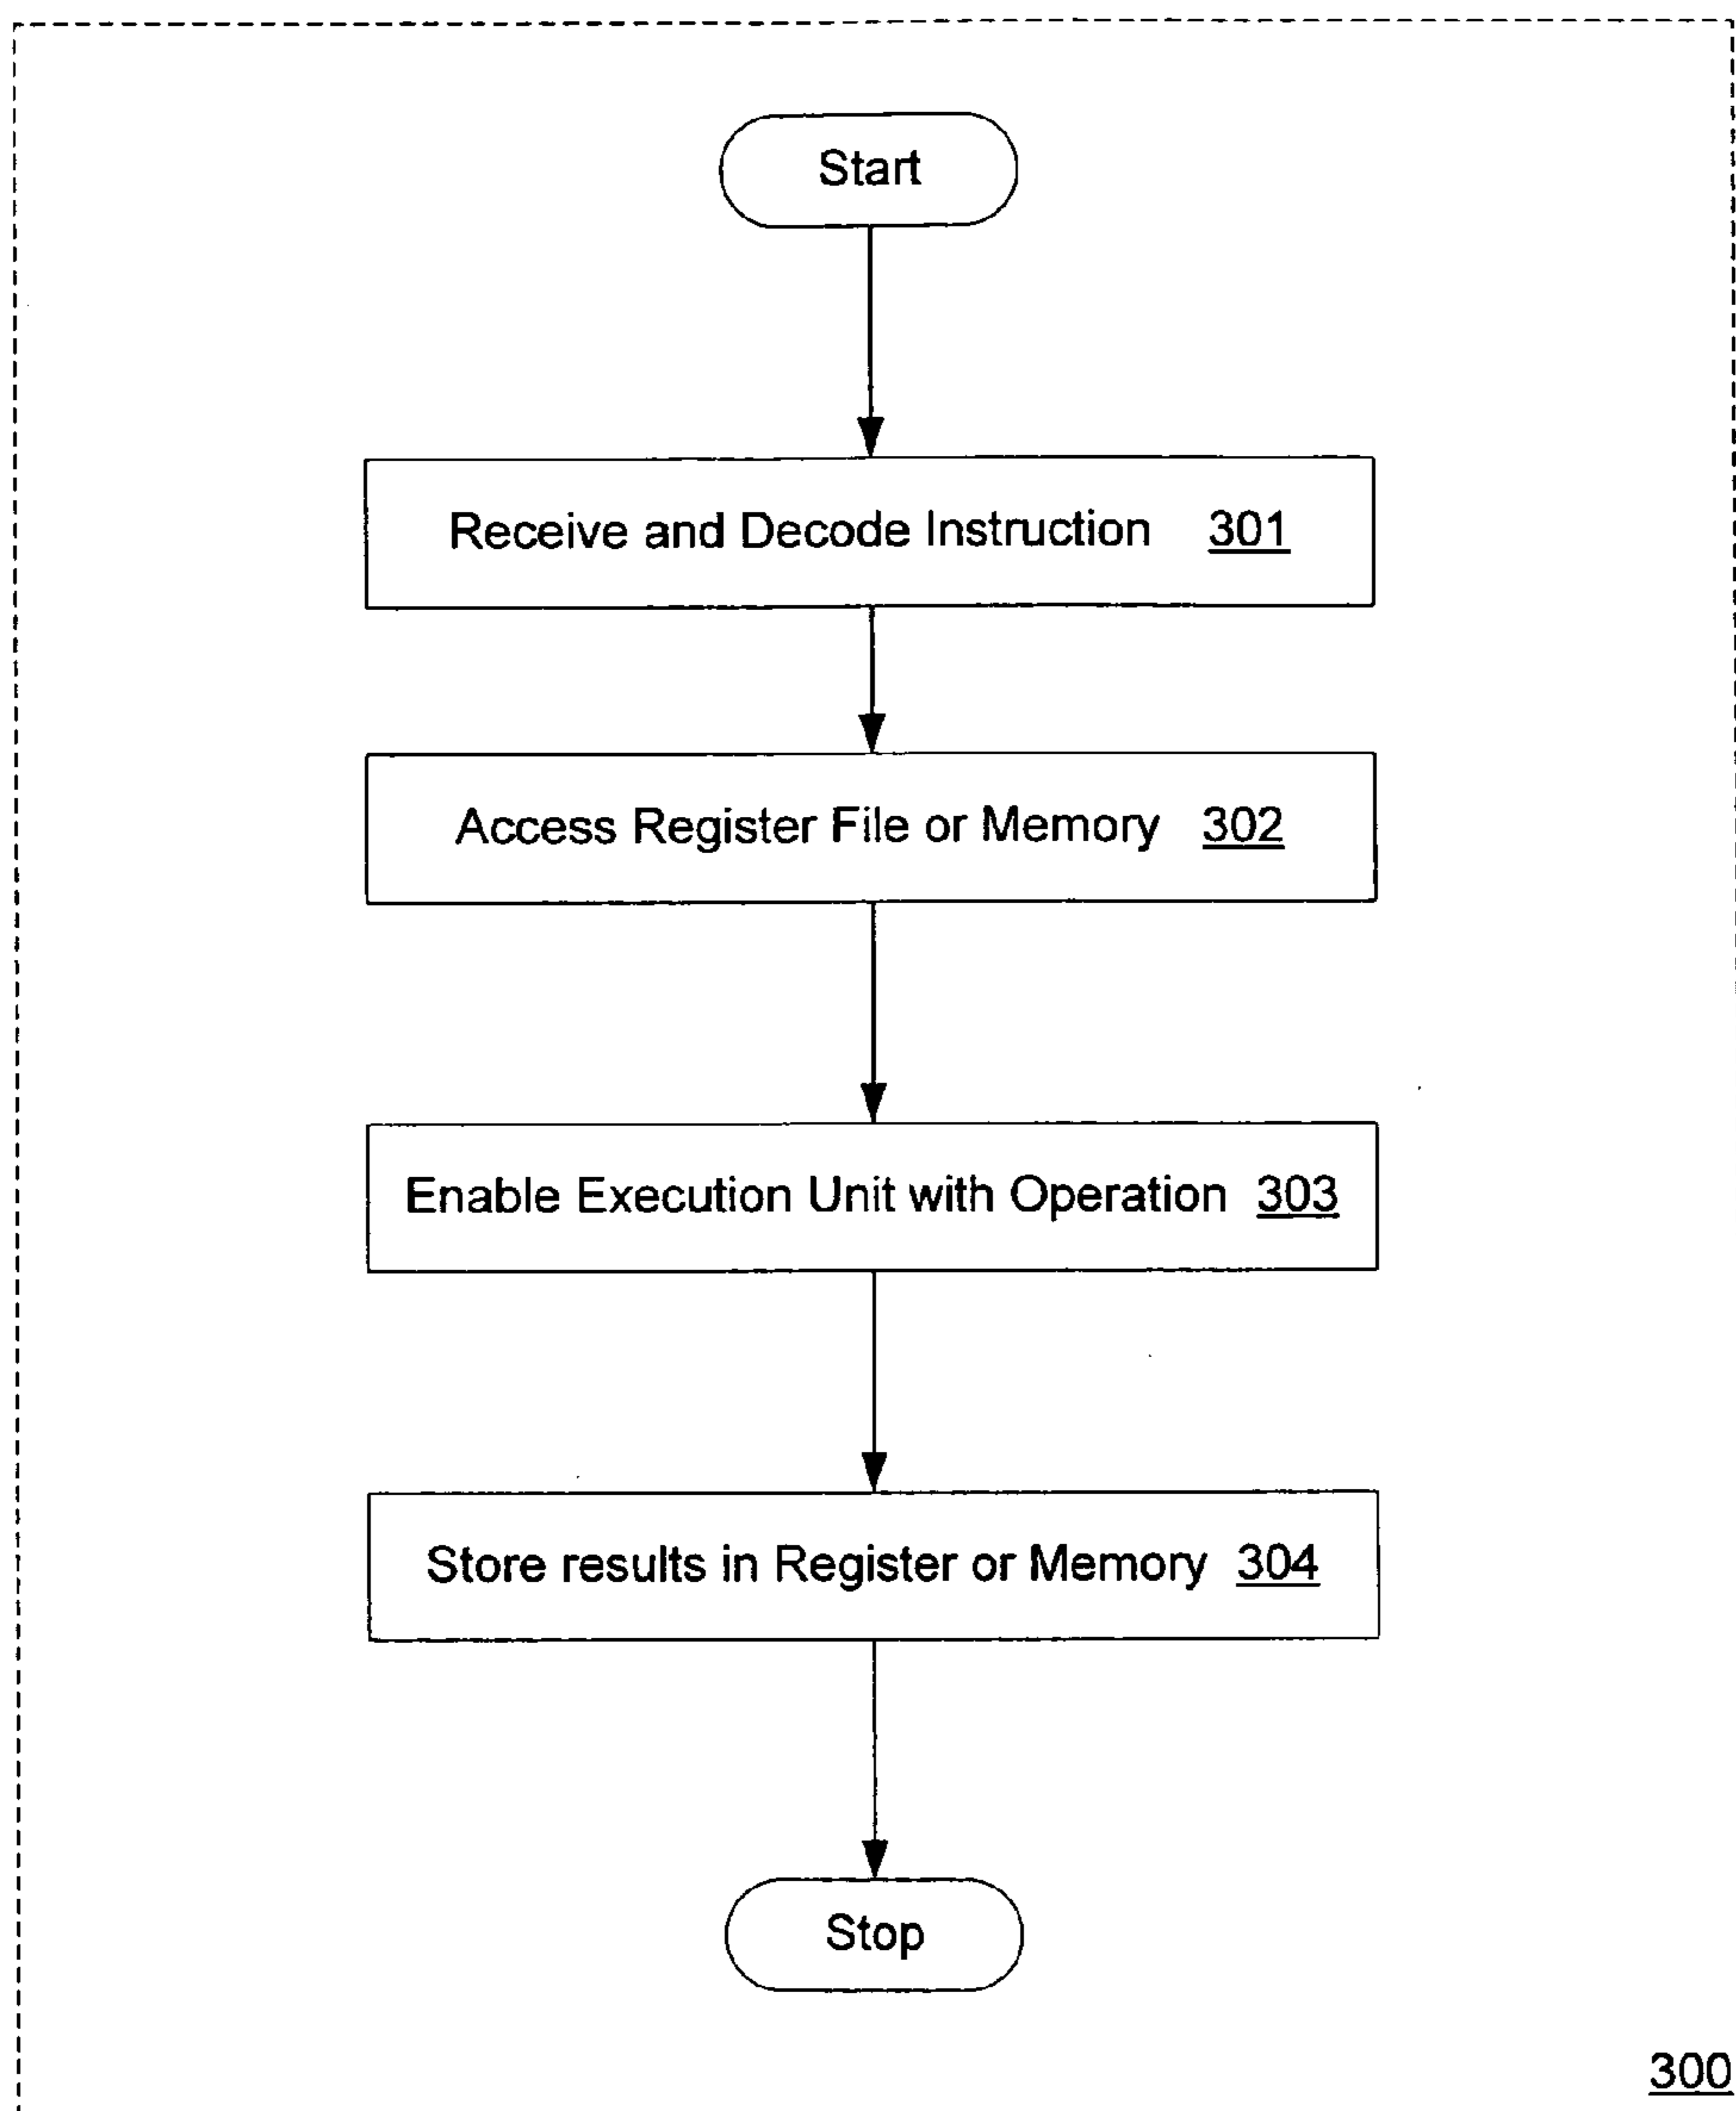 Start
Receive and Decode Instruction 301
Access Register File or Memory 302
Enable Execution Unit with Operation 303
Store results in Register or Memory 304
Stop
300